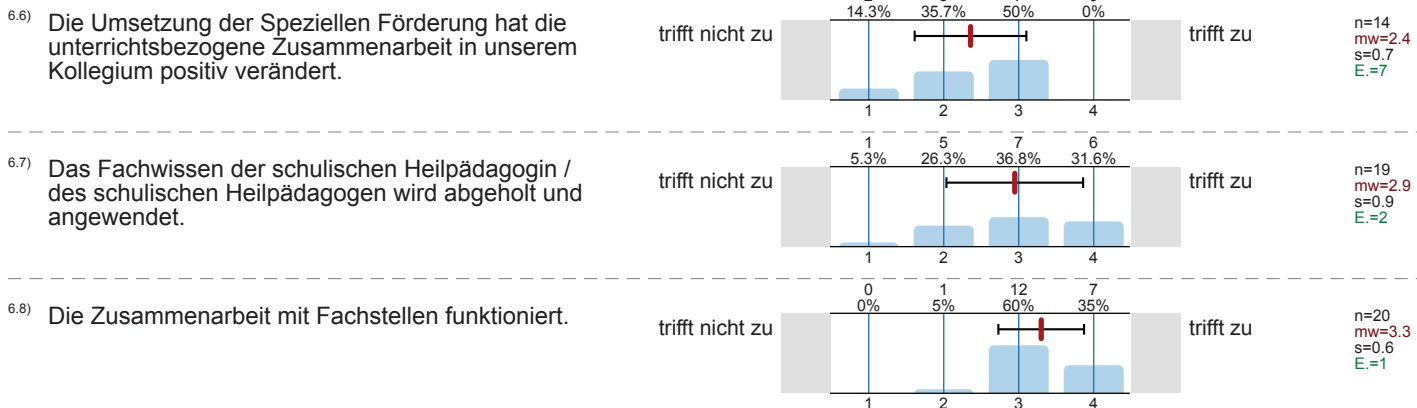 6.6) Die Umsetzung der Speziellen Förderung hat die
unterrichtsbezogene Zusammenarbeit in unserem
Kollegium positiv verändert.
trifft nicht zu
14.3% 35.7% 50% 0%
1 2 3 4
trifft zu
n=14
mw=2.4
s=0.7
E.=7
6.7) Das Fachwissen der schulischen Heilpädagogin /
des schulischen Heilpädagogen wird abgeholt und
angewendet.
trifft nicht zu
1 5 7 6
5.3% 26.3% 36.8% 31.6%
1 2 3 4
trifft zu
n=19
mw=2.9
s=0.9
E.=2
6.8) Die Zusammenarbeit mit Fachstellen funktioniert.
trifft nicht zu
0 1 12 7
0% 5% 60% 35%
1 2 3 4
trifft zu
n=20
mw=3.3
s=0.6
E.=1